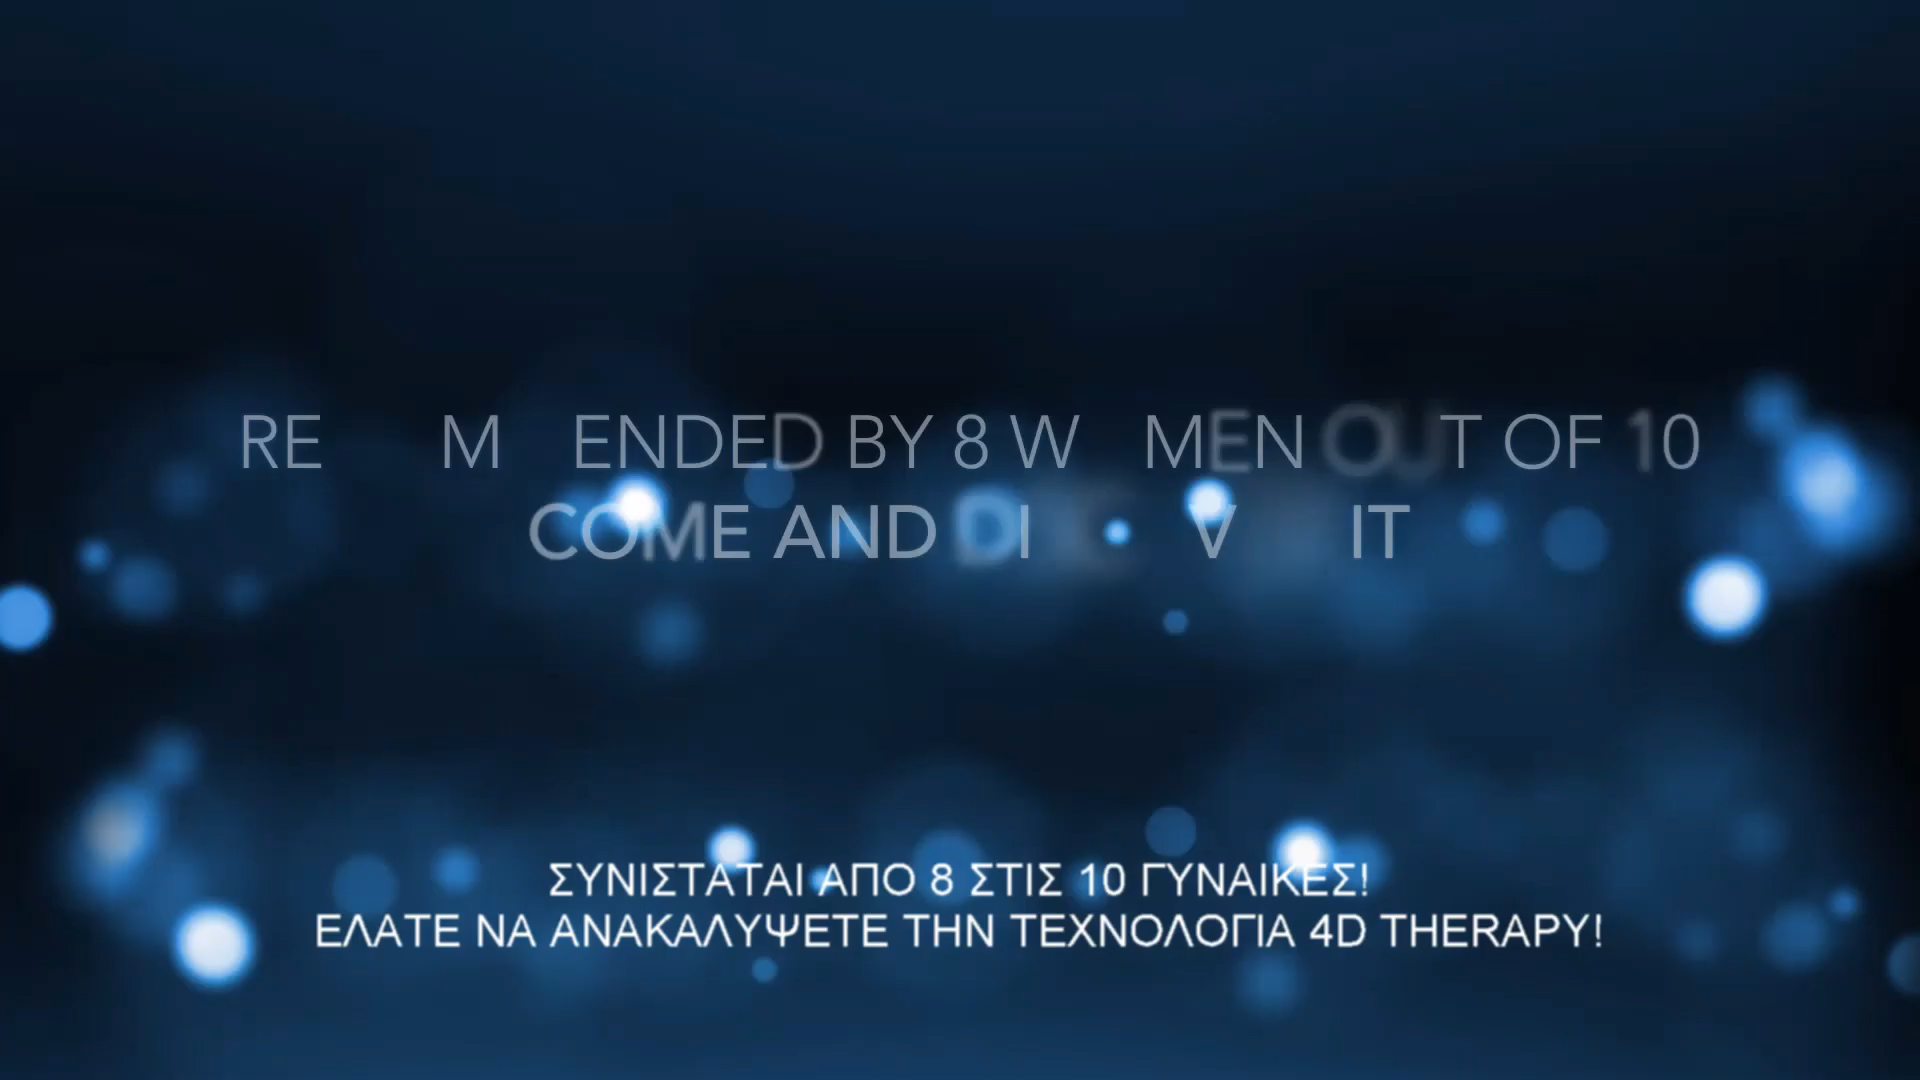 RE M ENDED BY 8 W MEN OUT OF 10
COME AND DI V IT
ΣΥΝΙΣΤΑΤΑΙ ΑΠΟ 8 ΣΤΙΣ 10 ΓΥΝΑΙΚΕΣ!
ΕΛΑΤΕ ΝΑ ΑΝΑΚΑΛΥΨΕΤΕ ΤΗΝ ΤΕΧΝΟΛΟΓΙΑ 4D THERAPY!